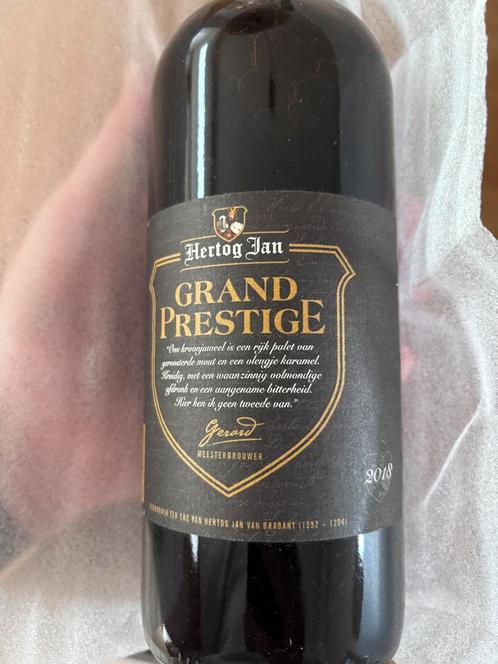 Hertog Jan
GRAND
PRESTIGE
"Ons kroonjuweel is een rijk palet van
geroosterde mout en een vleugje karamel.
Kruidig, met een waanzinnig volmondige
afdronk en een aangename bitterheid.
Hier ken ik geen tweede van."
Gerard
MEESTERBROUWER
2018
TER ERE VAN HERTOG JAN VAN BRABANT (1252 - 1294)